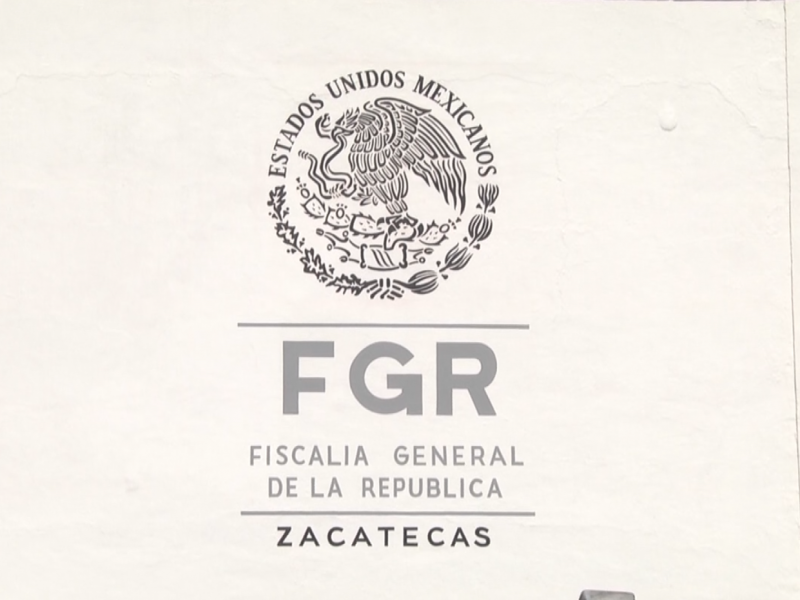 ESTADOS UNIDOS MEXICANOS
FGR
FISCALIA GENERAL
DE LA REPUBLICA
ZACATECAS